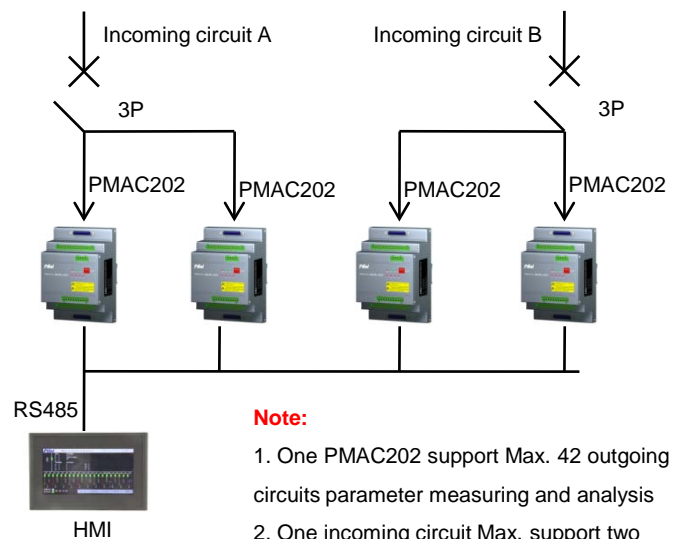 Incoming circuit A
Incoming circuit B
3P
3P
PMAC202
PMAC202
PMAC202
PMAC202
RS485
Note:
1. One PMAC202 support Max. 42 outgoing
circuits parameter measuring and analysis
HMI
2. One incoming circuit Max. support two